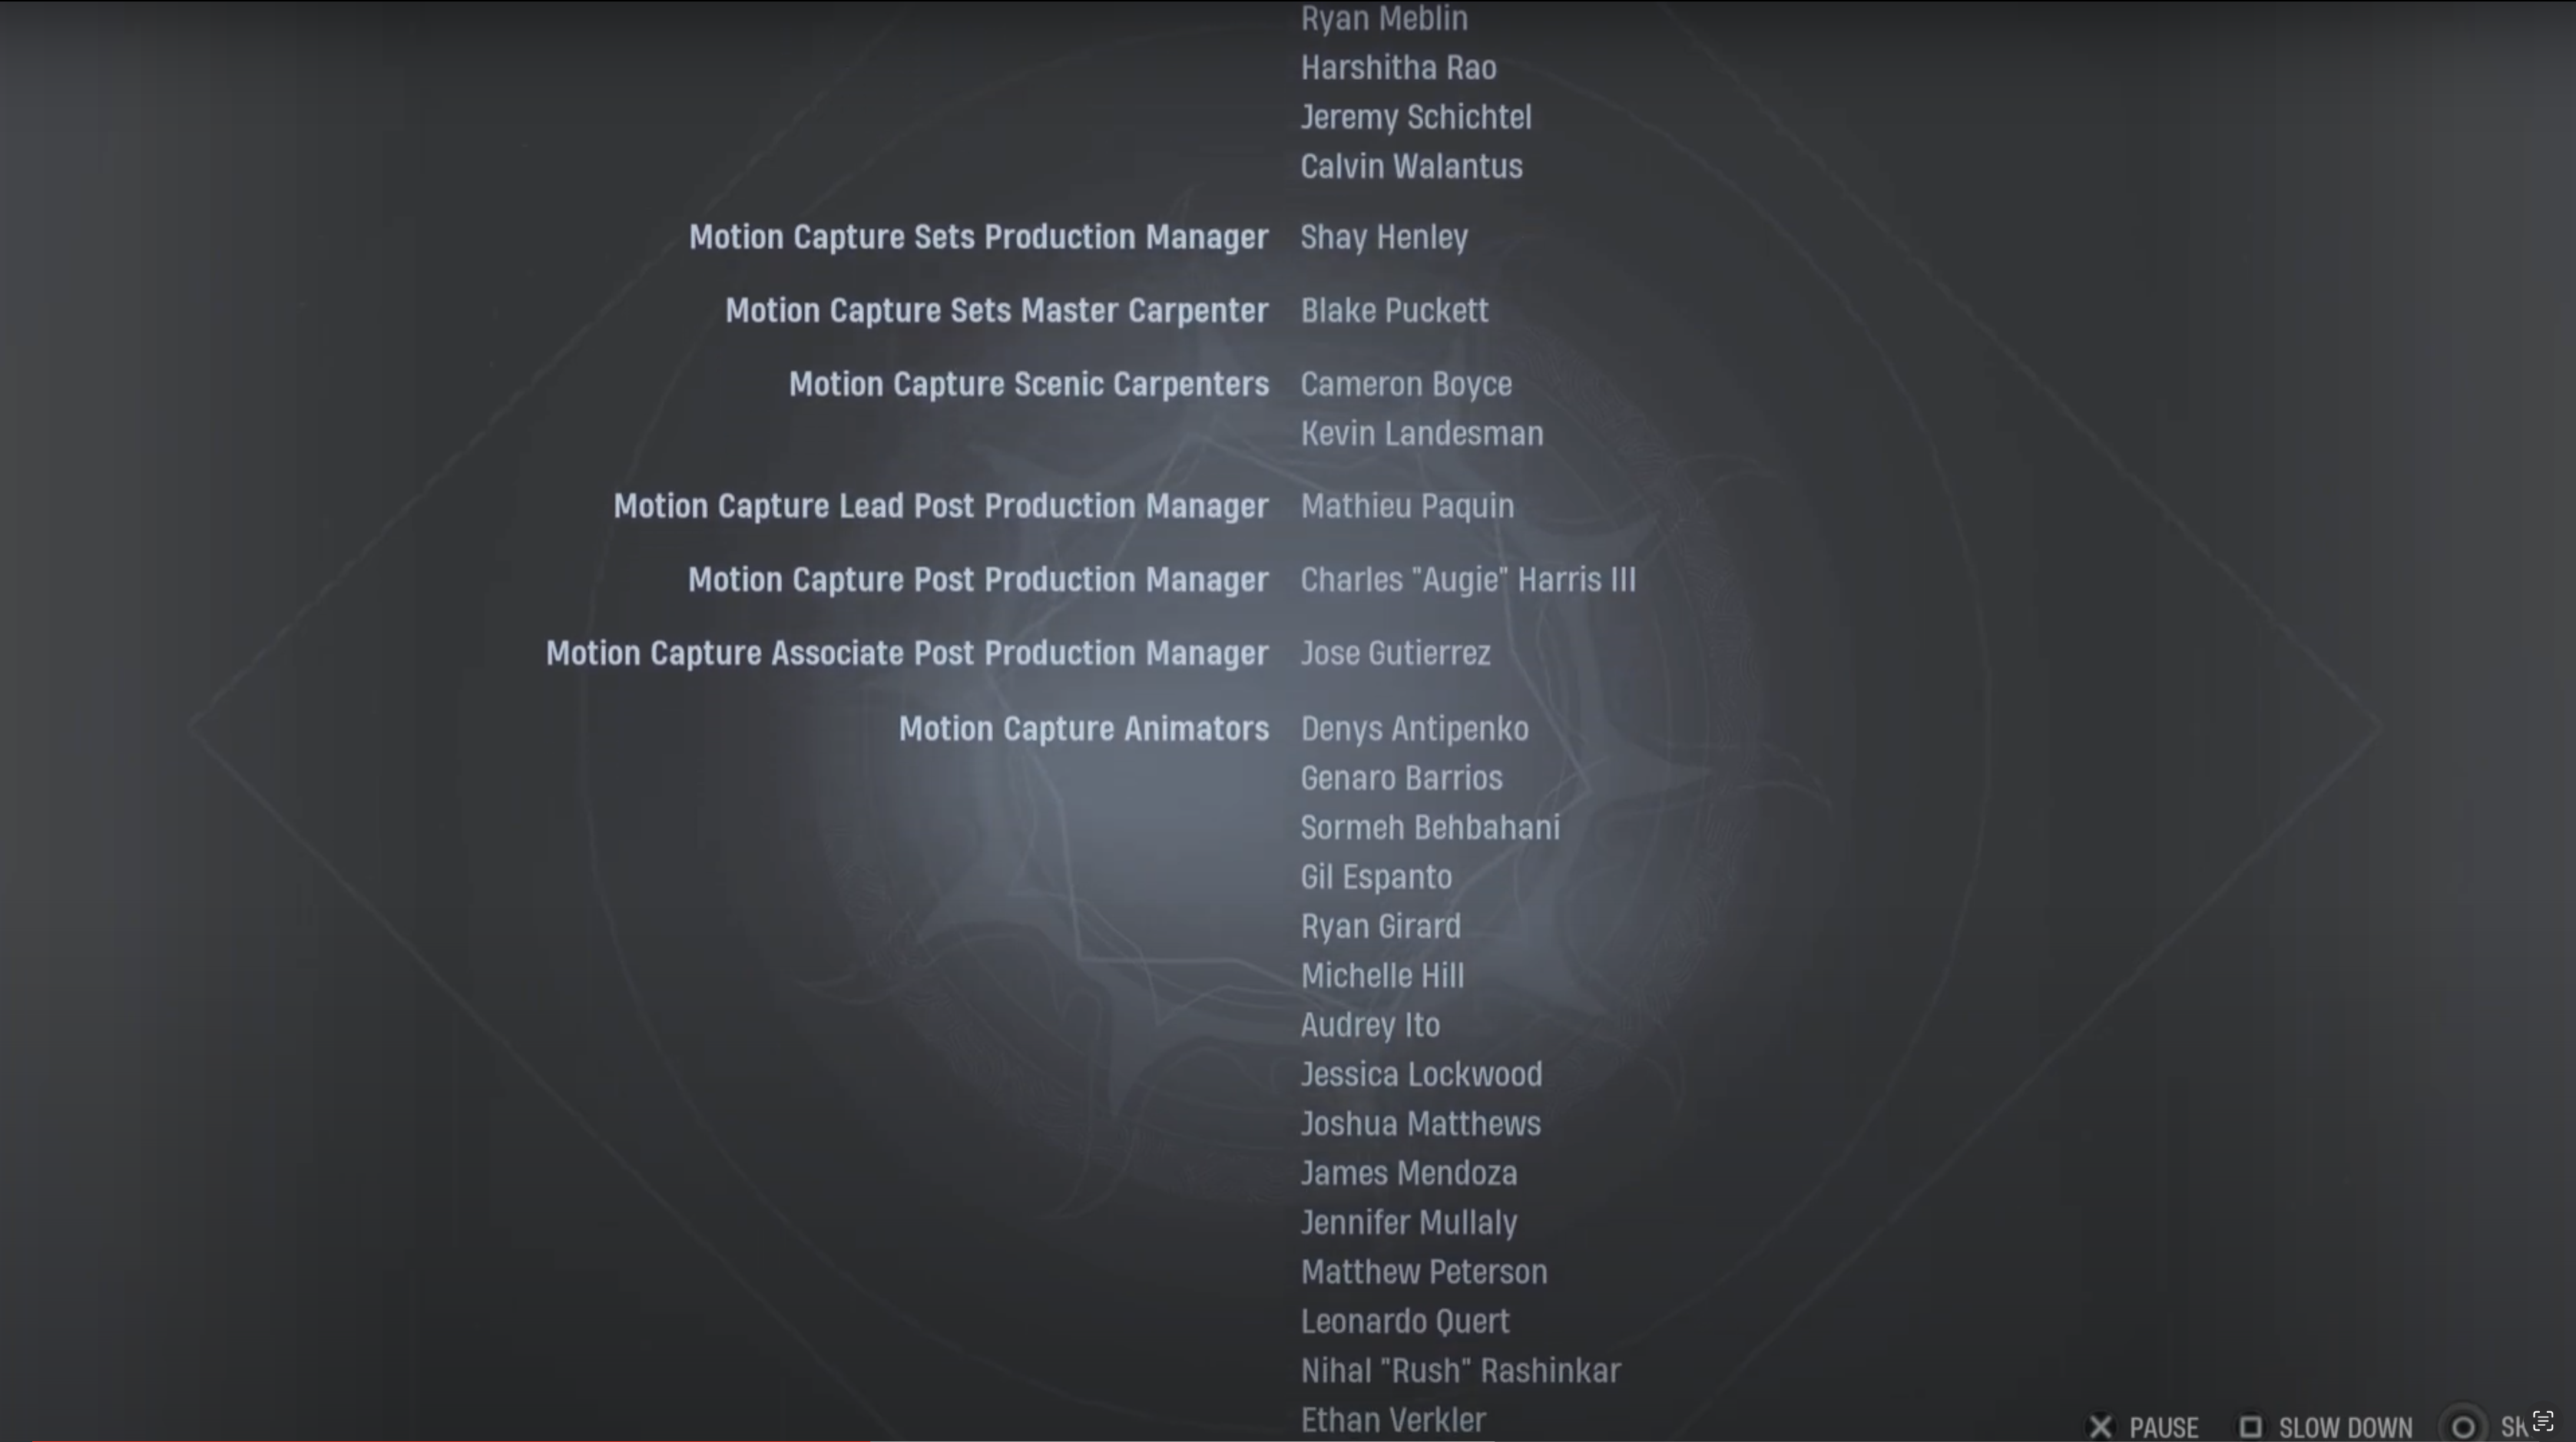 Ryan Meblin
Harshitha Rao
Jeremy Schichtel
Calvin Walantus
Motion Capture Sets Production Manager Shay Henley
Motion Capture Sets Master Carpenter Blake Puckett
Motion Capture Scenic Carpenters Cameron Boyce
Kevin Landesman
Motion Capture Lead Post Production Manager Mathieu Paquin
Motion Capture Post Production Manager Charles "Augie" Harris III
Motion Capture Associate Post Production Manager Jose Gutierrez
Motion Capture Animators Denys Antipenko
Genaro Barrios
Sormeh Behbahani
Gil Espanto
Ryan Girard
Michelle Hill
Audrey Ito
Jessica Lockwood
Joshua Matthews
James Mendoza
Jennifer Mullaly
Matthew Peterson
Leonardo Quert
Nihal "Rush" Rashinkar
Ethan Verkler
PAUSE SLOW DOWN